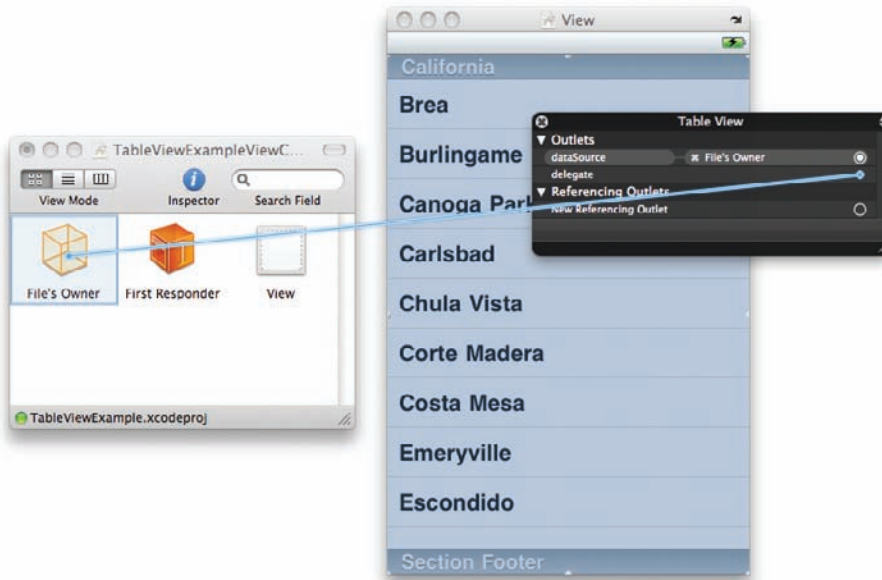 TableViewExampleViewC...
View Mode
Inspector
Search Field
File's Owner
First Responder
View
TableViewExample.xcodeproj
View
California
Brea
Burlingame
Canoga Park
Carlsbad
Chula Vista
Corte Madera
Costa Mesa
Emeryville
Escondido
Section Footer
Table View
Outlets
dataSource
File's Owner
delegate
Referencing Outlets
New Referencing Outlet